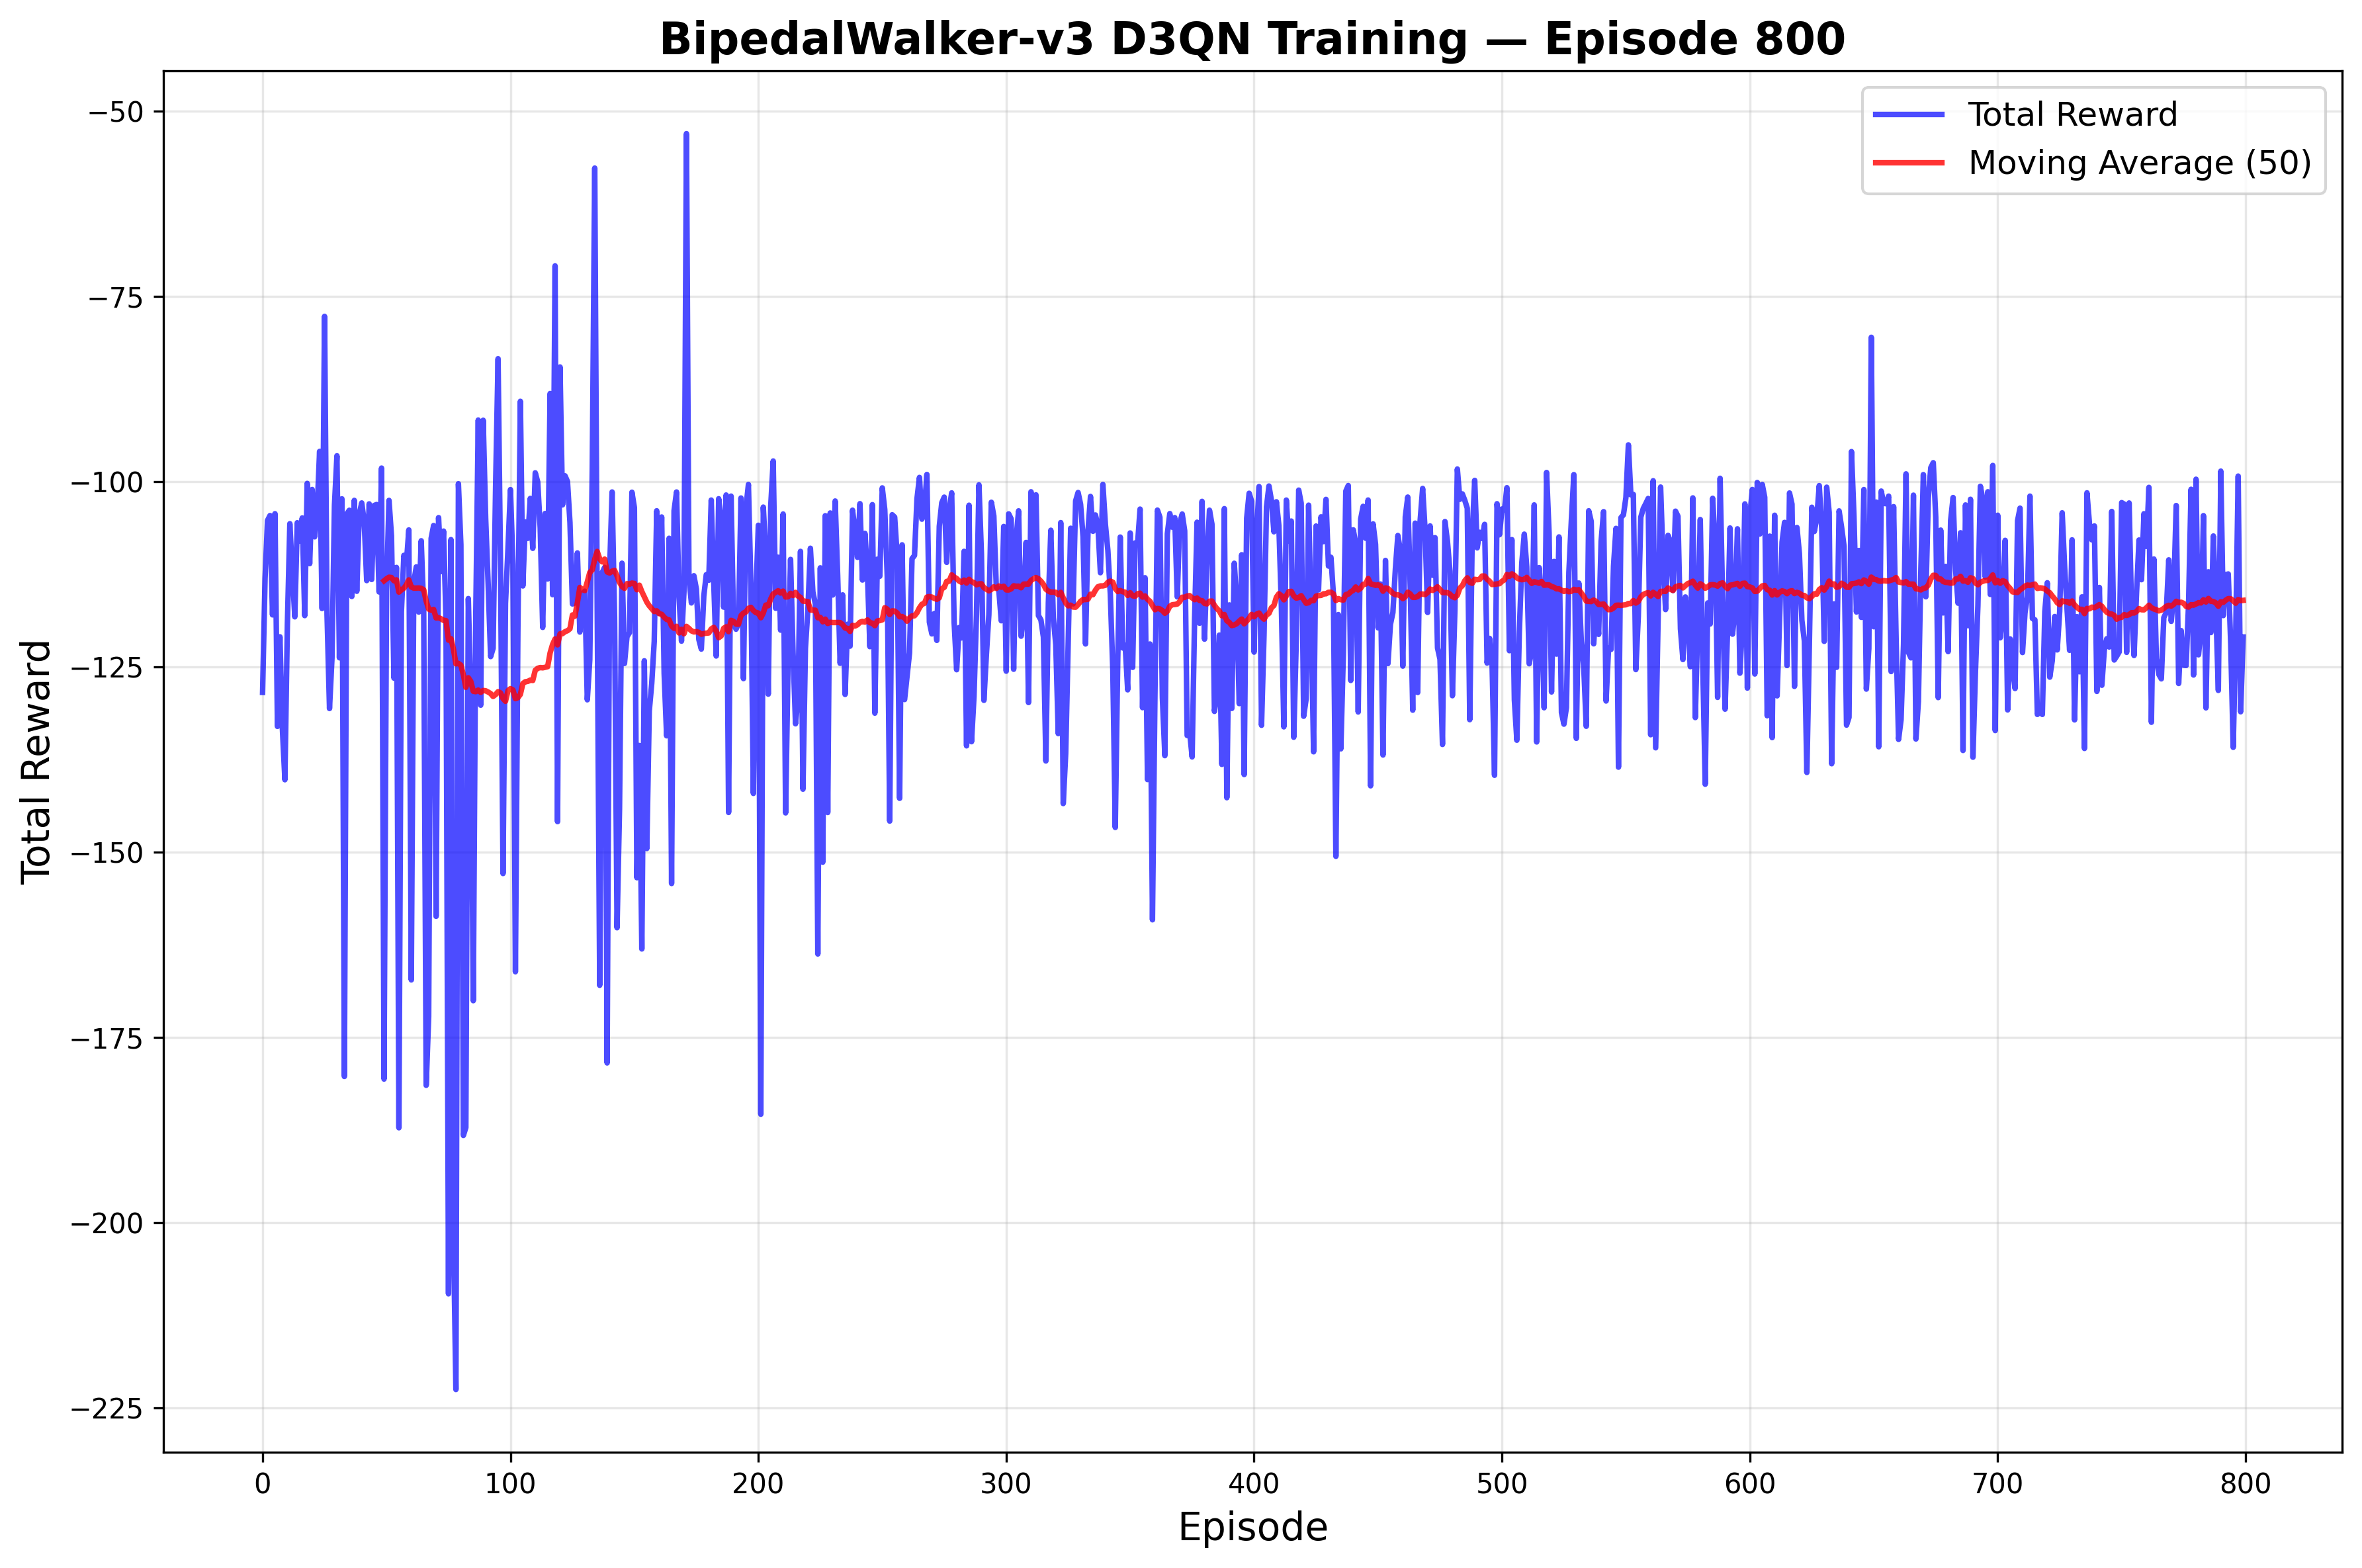 BipedalWalker-v3 D3QN Training — Episode 800
Total Reward
Moving Average (50)
−50
−75
−100
−125
−150
−175
−200
−225
Total Reward
0 100 200 300 400 500 600 700 800
Episode